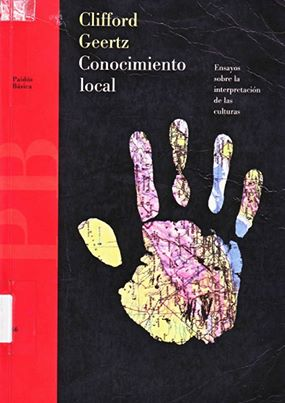 Clifford
Geertz
Conocimiento
local
Ensayos
sobre la
interpretación
de las
culturas
Paidós
Básica
PB